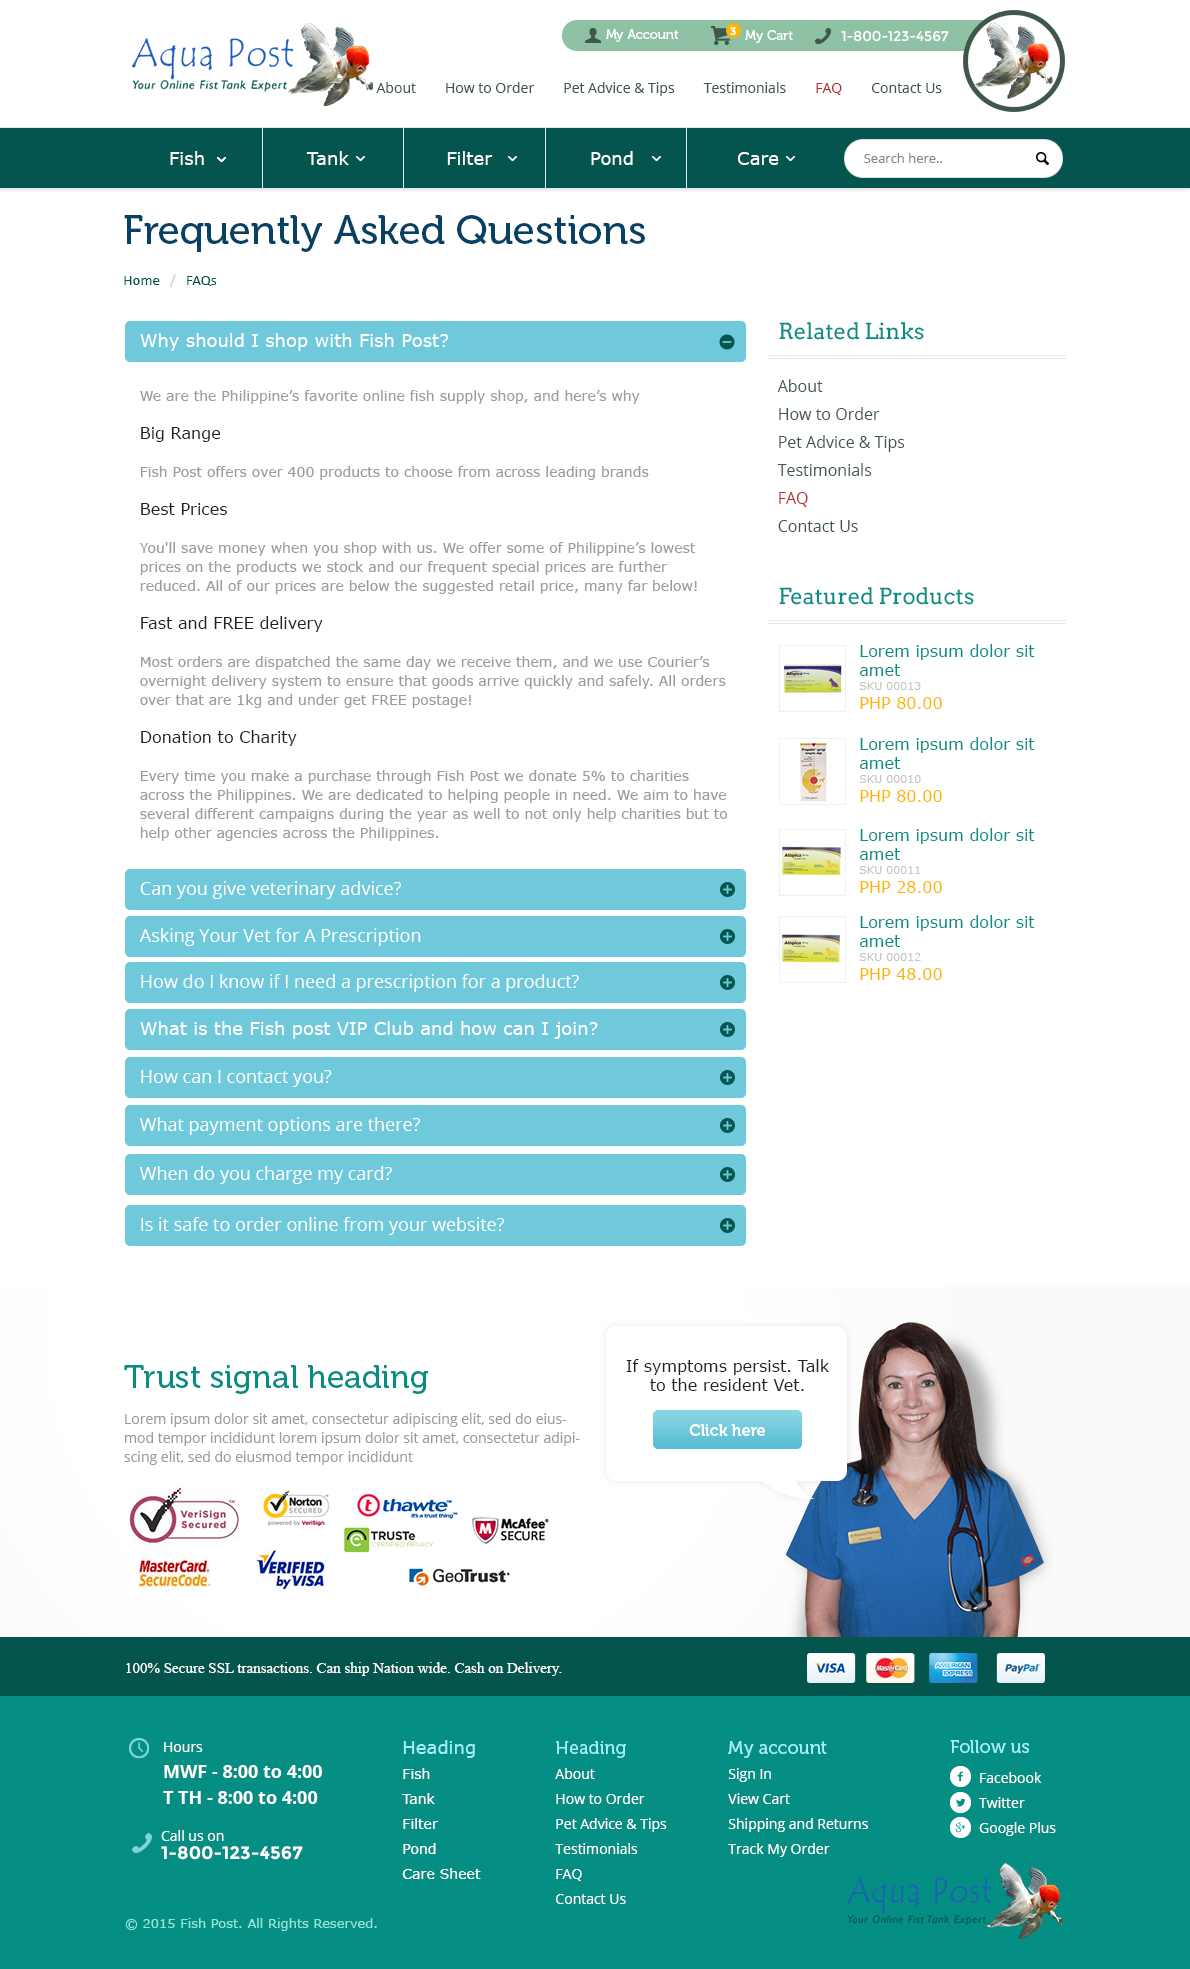 Aqua Post
Your Online Fist Tank Expert
My Account
3
My Cart
1-800-123-4567
About
How to Order
Pet Advice & Tips
Testimonials
FAQ
Contact Us
Fish
Tank
Filter
Pond
Care
Search here..
Frequently Asked Questions
Home / FAQs
Why should I shop with Fish Post?
We are the Philippine’s favorite online fish supply shop, and here’s why
Big Range
Fish Post offers over 400 products to choose from across leading brands
Best Prices
You'll save money when you shop with us. We offer some of Philippine’s lowest
prices on the products we stock and our frequent special prices are further
reduced. All of our prices are below the suggested retail price, many far below!
Fast and FREE delivery
Most orders are dispatched the same day we receive them, and we use Courier’s
overnight delivery system to ensure that goods arrive quickly and safely. All orders
over that are 1kg and under get FREE postage!
Donation to Charity
Every time you make a purchase through Fish Post we donate 5% to charities
across the Philippines. We are dedicated to helping people in need. We aim to have
several different campaigns during the year as well to not only help charities but to
help other agencies across the Philippines.
Can you give veterinary advice?
Asking Your Vet for A Prescription
How do I know if I need a prescription for a product?
What is the Fish post VIP Club and how can I join?
How can I contact you?
What payment options are there?
When do you charge my card?
Is it safe to order online from your website?
Related Links
About
How to Order
Pet Advice & Tips
Testimonials
FAQ
Contact Us
Featured Products
Atopica
Lorem ipsum dolor sit
amet
SKU 00013
PHP 80.00
Lorem ipsum dolor sit
amet
SKU 00010
PHP 80.00
Atopica
Lorem ipsum dolor sit
amet
SKU 00011
PHP 28.00
Atopica
Lorem ipsum dolor sit
amet
SKU 00012
PHP 48.00
Trust signal heading
Lorem ipsum dolor sit amet, consectetur adipiscing elit, sed do eius-
mod tempor incididunt lorem ipsum dolor sit amet, consectetur adipi-
scing elit, sed do eiusmod tempor incididunt
VeriSign
Secured
Norton
SECURED
powered by VeriSign
thawte
it's a trust thing
TRUSTe
CERTIFIED PRIVACY
McAfee
SECURE
MasterCard.
SecureCode.
VERIFIED
by VISA
GeoTrust
If symptoms persist. Talk
to the resident Vet.
Click here
100% Secure SSL transactions. Can ship Nation wide. Cash on Delivery.
VISA
MasterCard
AMERICAN
EXPRESS
PayPal
Hours
MWF - 8:00 to 4:00
T TH - 8:00 to 4:00
Call us on
1-800-123-4567
Heading
Fish
Tank
Filter
Pond
Care Sheet
Heading
About
How to Order
Pet Advice & Tips
Testimonials
FAQ
Contact Us
My account
Sign In
View Cart
Shipping and Returns
Track My Order
Follow us
Facebook
Twitter
Google Plus
Aqua Post
Your Online Fist Tank Expert
© 2015 Fish Post. All Rights Reserved.